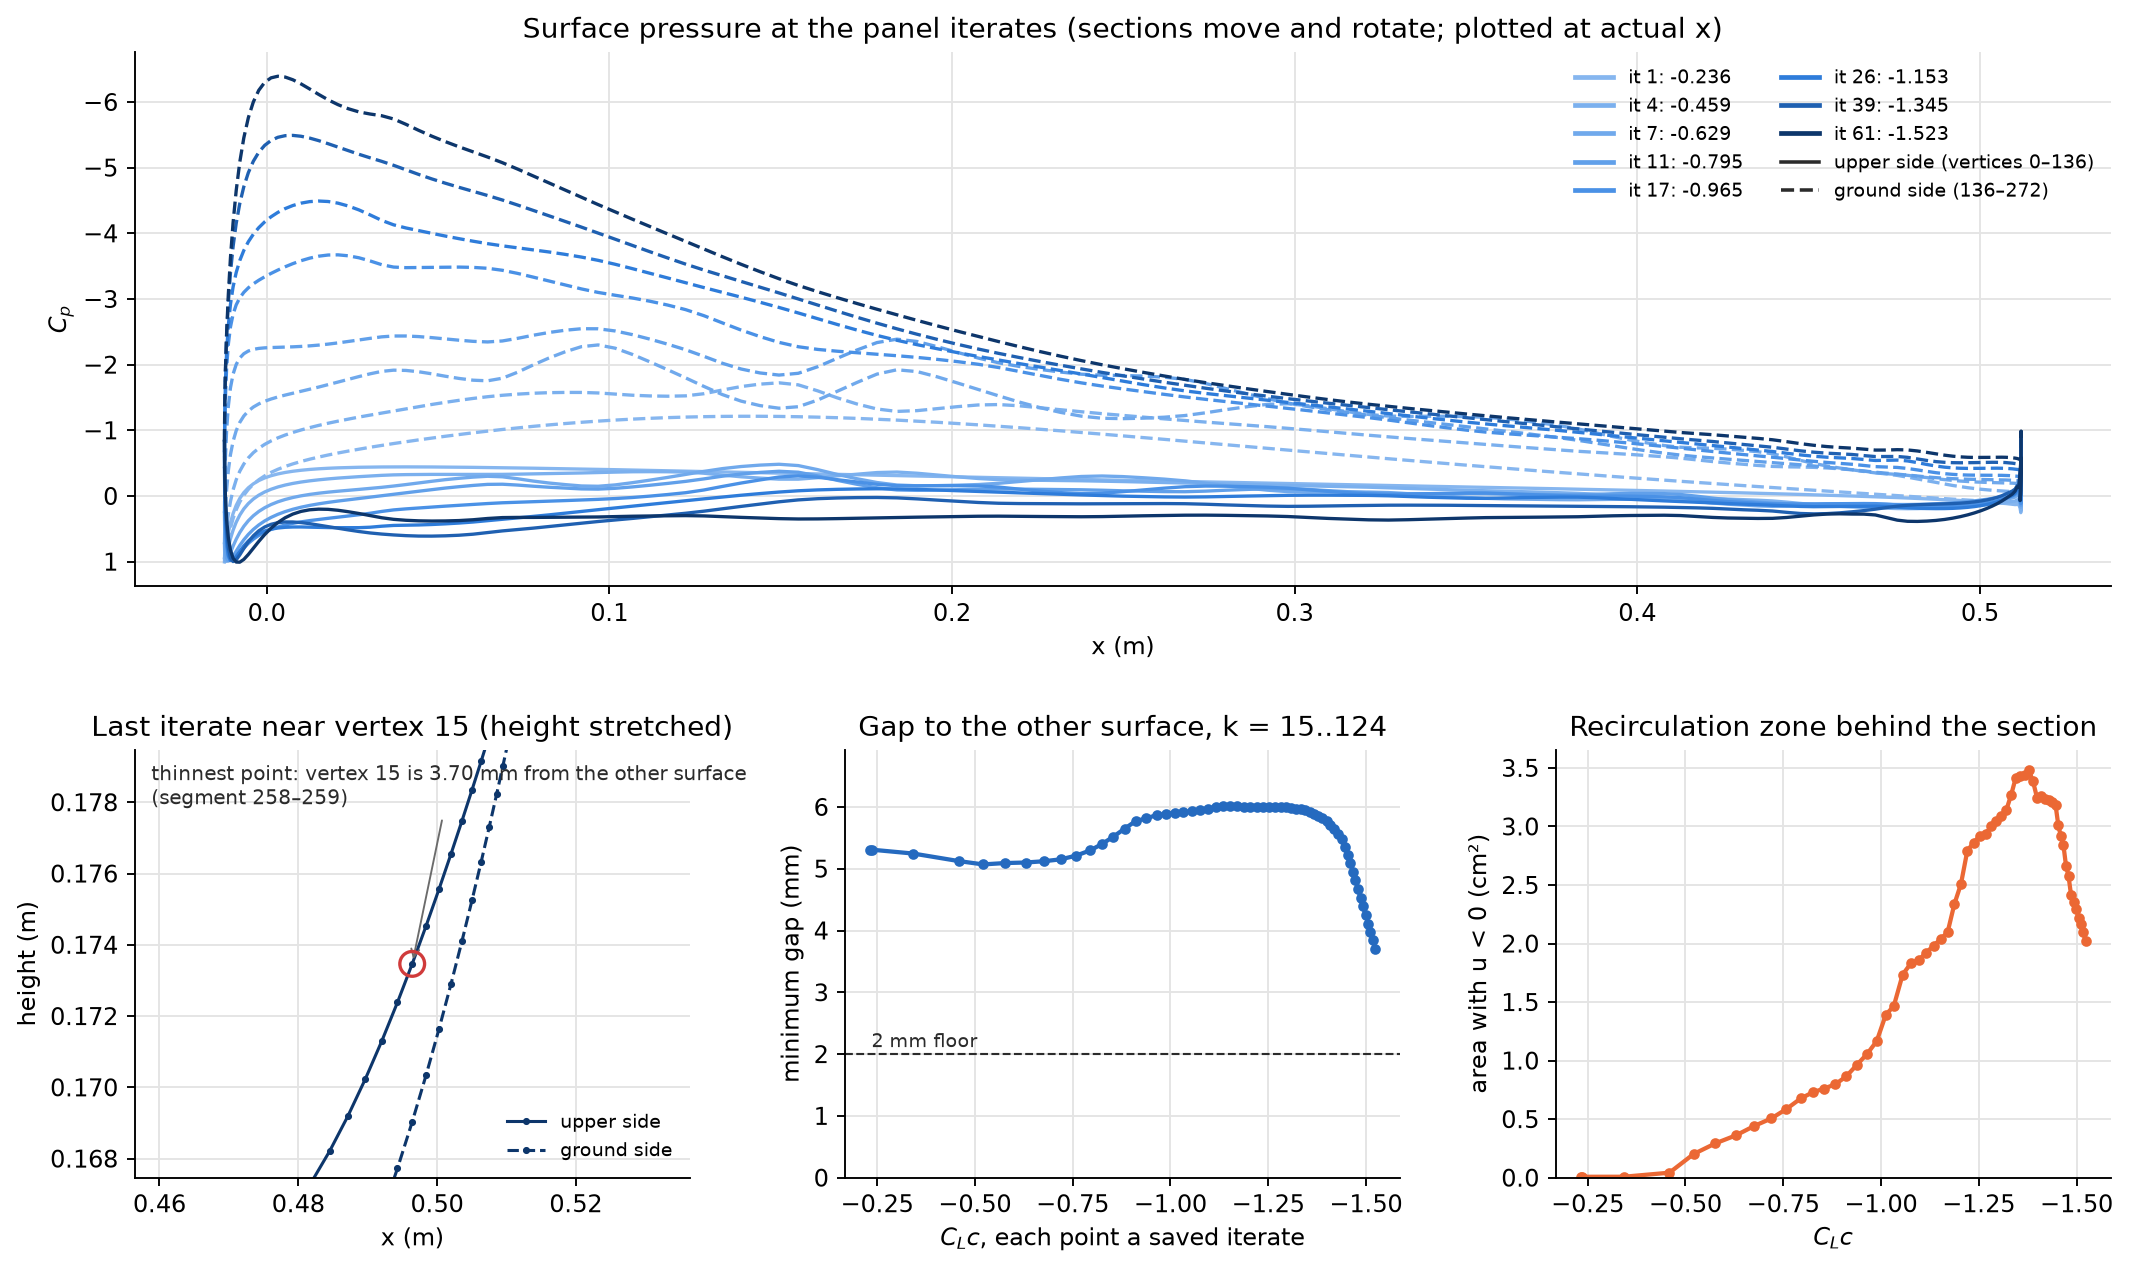 Surface pressure at the panel iterates (sections move and rotate; plotted at actual x)
−6
−5
−4
−3
−2
−1
0
1
C_p
it 1: -0.236
it 4: -0.459
it 7: -0.629
it 11: -0.795
it 17: -0.965
it 26: -1.153
it 39: -1.345
it 61: -1.523
upper side (vertices 0–136)
ground side (136–272)
0.0 0.1 0.2 0.3 0.4 0.5
x (m)
Last iterate near vertex 15 (height stretched)
thinnest point: vertex 15 is 3.70 mm from the other surface
(segment 258–259)
0.178
0.176
0.174
0.172
0.170
0.168
height (m)
upper side
ground side
0.46 0.48 0.50 0.52
x (m)
Gap to the other surface, k = 15..124
6
5
4
3
2
1
0
minimum gap (mm)
2 mm floor
−0.25 −0.50 −0.75 −1.00 −1.25 −1.50
C_Lc, each point a saved iterate
Recirculation zone behind the section
3.5
3.0
2.5
2.0
1.5
1.0
0.5
0.0
area with u < 0 (cm²)
−0.25 −0.50 −0.75 −1.00 −1.25 −1.50
C_Lc